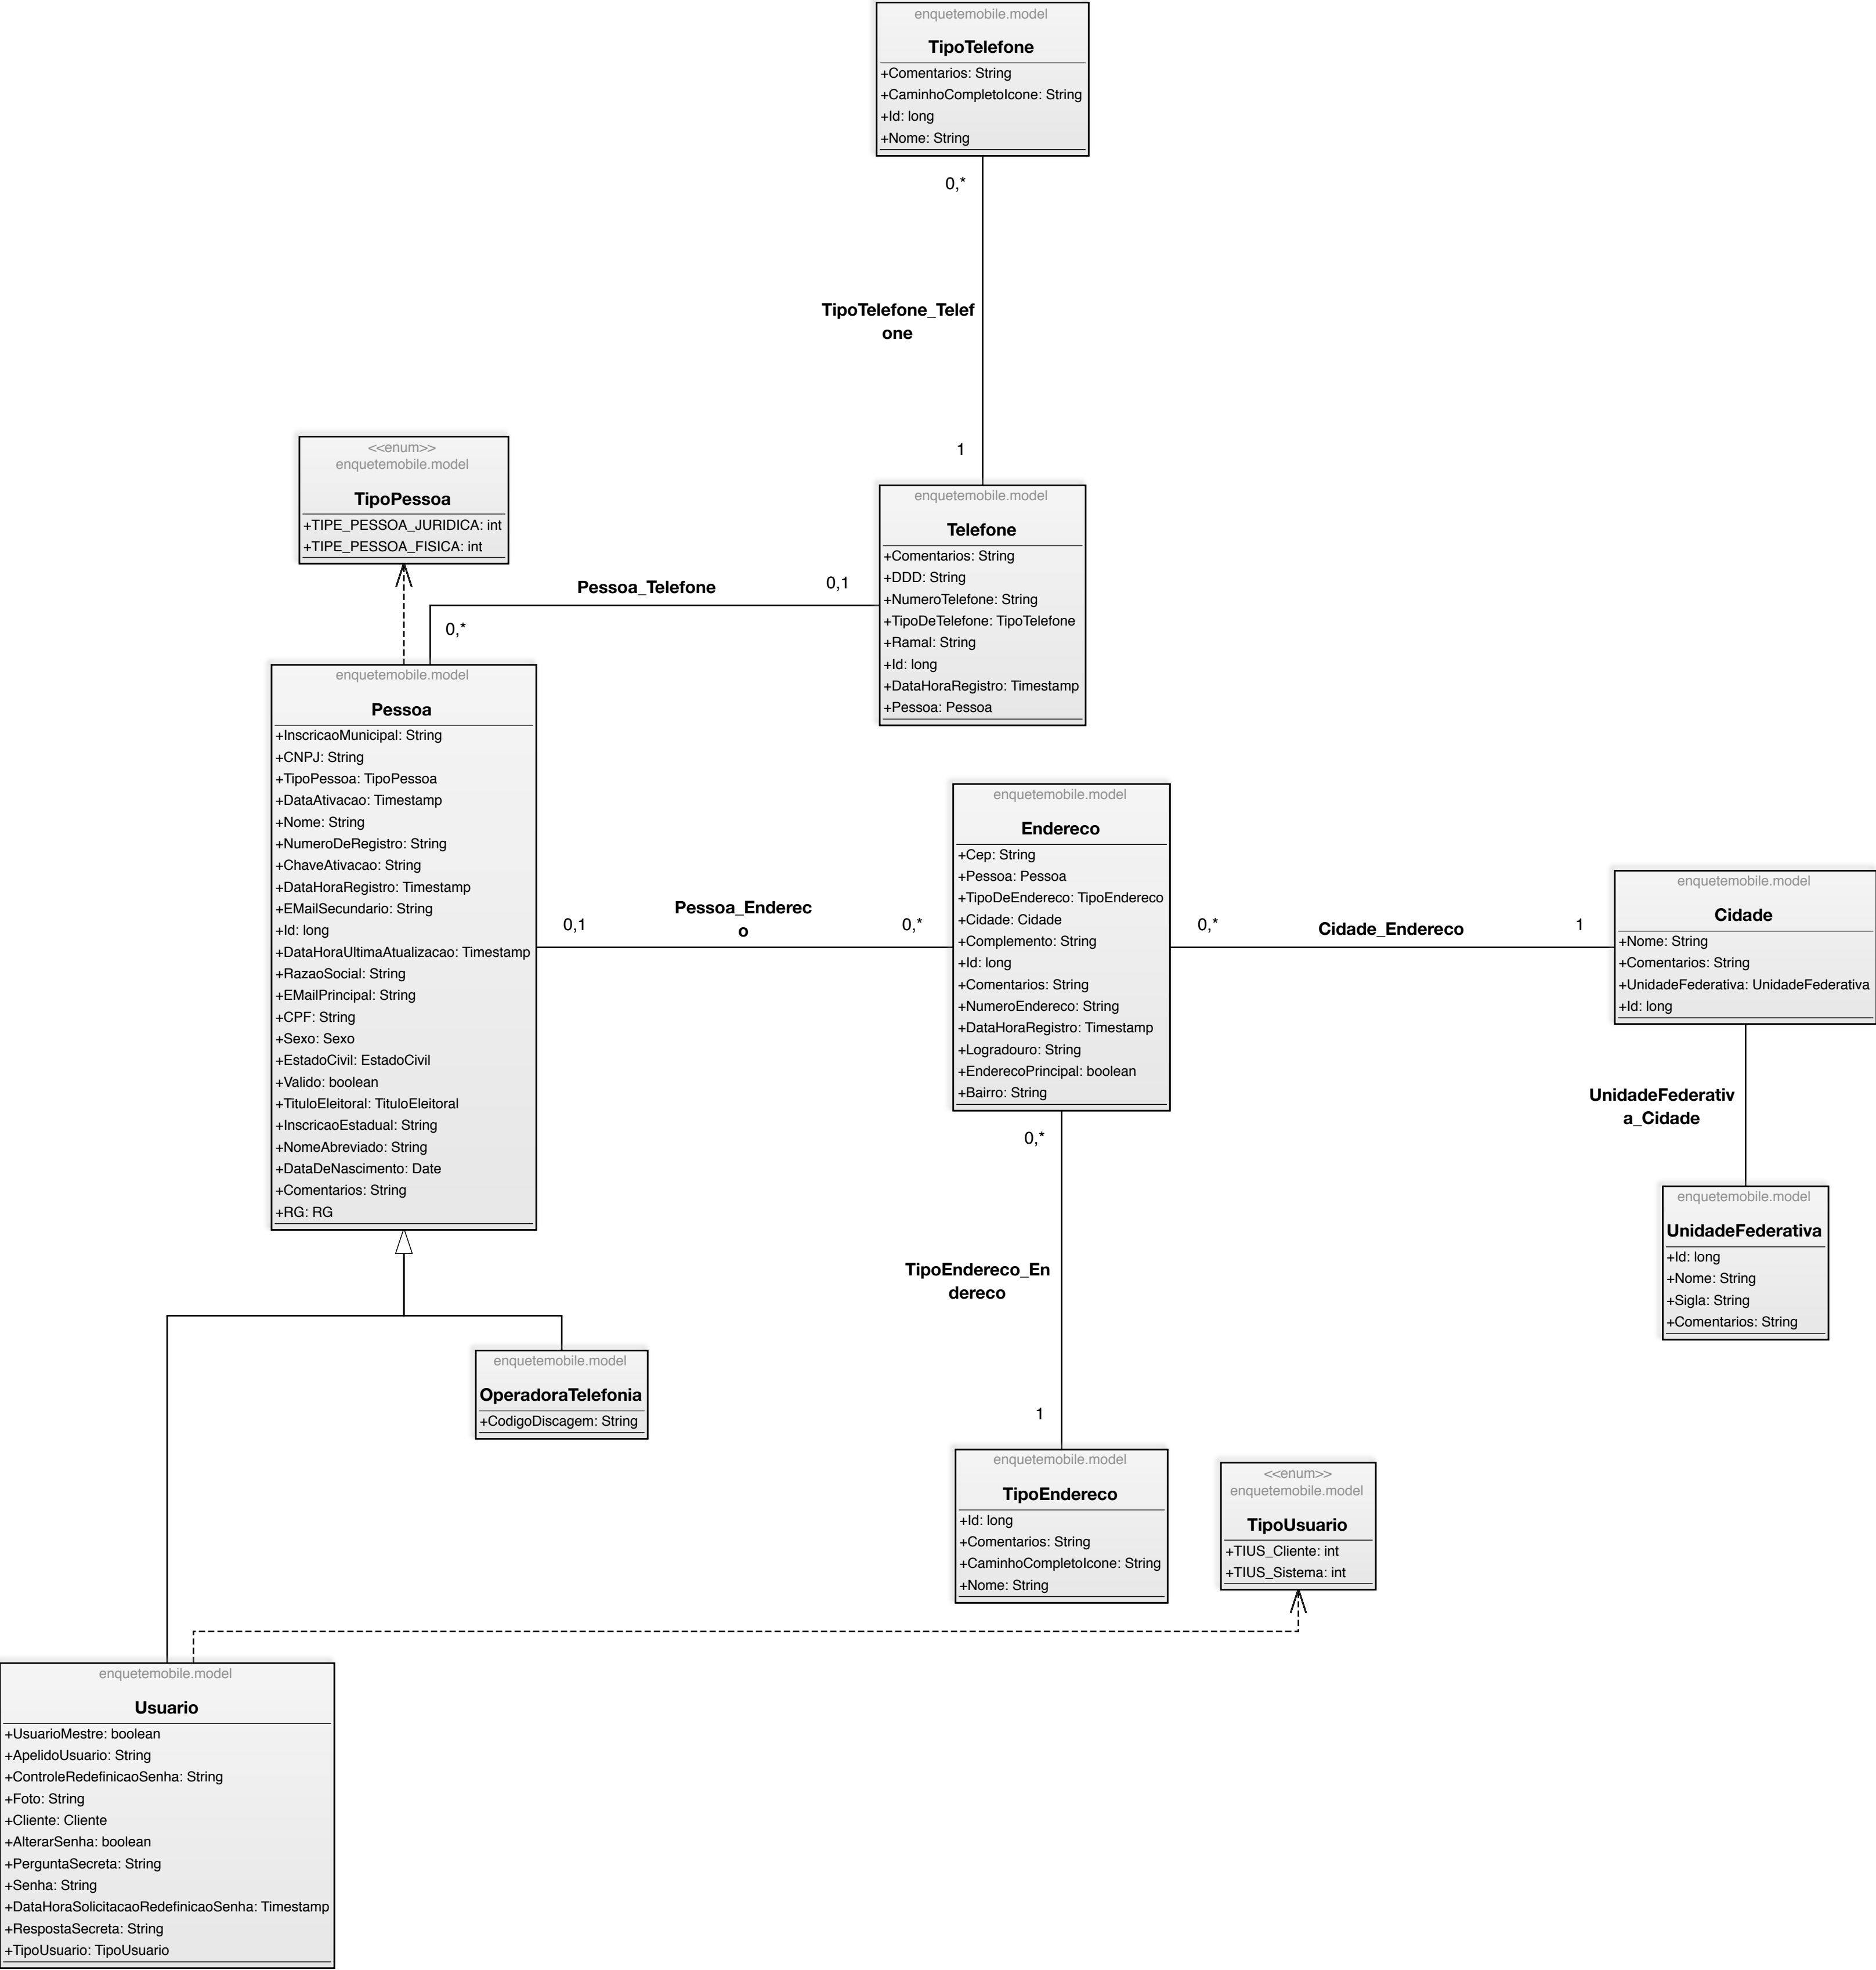 enquetemobile.model
TipoTelefone
+Comentarios: String
+CaminhoCompletoIcone: String
+Id: long
+Nome: String
0,*
TipoTelefone_Telef
one
1
<<enum>>
enquetemobile.model
TipoPessoa
+TIPE_PESSOA_JURIDICA: int
+TIPE_PESSOA_FISICA: int
enquetemobile.model
Telefone
+Comentarios: String
+DDD: String
+NumeroTelefone: String
+TipoDeTelefone: TipoTelefone
+Ramal: String
+Id: long
+DataHoraRegistro: Timestamp
+Pessoa: Pessoa
Pessoa_Telefone
0,1
0,*
enquetemobile.model
Pessoa
+InscricaoMunicipal: String
+CNPJ: String
+TipoPessoa: TipoPessoa
+DataAtivacao: Timestamp
+Nome: String
+NumeroDeRegistro: String
+ChaveAtivacao: String
+DataHoraRegistro: Timestamp
+EMailSecundario: String
+Id: long
+DataHoraUltimaAtualizacao: Timestamp
+RazaoSocial: String
+EMailPrincipal: String
+CPF: String
+Sexo: Sexo
+EstadoCivil: EstadoCivil
+Valido: boolean
+TituloEleitoral: TituloEleitoral
+InscricaoEstadual: String
+NomeAbreviado: String
+DataDeNascimento: Date
+Comentarios: String
+RG: RG
0,1
Pessoa_Enderec
o
0,*
enquetemobile.model
Endereco
+Cep: String
+Pessoa: Pessoa
+TipoDeEndereco: TipoEndereco
+Cidade: Cidade
+Complemento: String
+Id: long
+Comentarios: String
+NumeroEndereco: String
+DataHoraRegistro: Timestamp
+Logradouro: String
+EnderecoPrincipal: boolean
+Bairro: String
0,*
Cidade_Endereco
1
enquetemobile.model
Cidade
+Nome: String
+Comentarios: String
+UnidadeFederativa: UnidadeFederativa
+Id: long
UnidadeFederativ
a_Cidade
enquetemobile.model
UnidadeFederativa
+Id: long
+Nome: String
+Sigla: String
+Comentarios: String
0,*
TipoEndereco_En
dereco
1
enquetemobile.model
OperadoraTelefonia
+CodigoDiscagem: String
enquetemobile.model
TipoEndereco
+Id: long
+Comentarios: String
+CaminhoCompletoIcone: String
+Nome: String
<<enum>>
enquetemobile.model
TipoUsuario
+TIUS_Cliente: int
+TIUS_Sistema: int
enquetemobile.model
Usuario
+UsuarioMestre: boolean
+ApelidoUsuario: String
+ControleRedefinicaoSenha: String
+Foto: String
+Cliente: Cliente
+AlterarSenha: boolean
+PerguntaSecreta: String
+Senha: String
+DataHoraSolicitacaoRedefinicaoSenha: Timestamp
+RespostaSecreta: String
+TipoUsuario: TipoUsuario